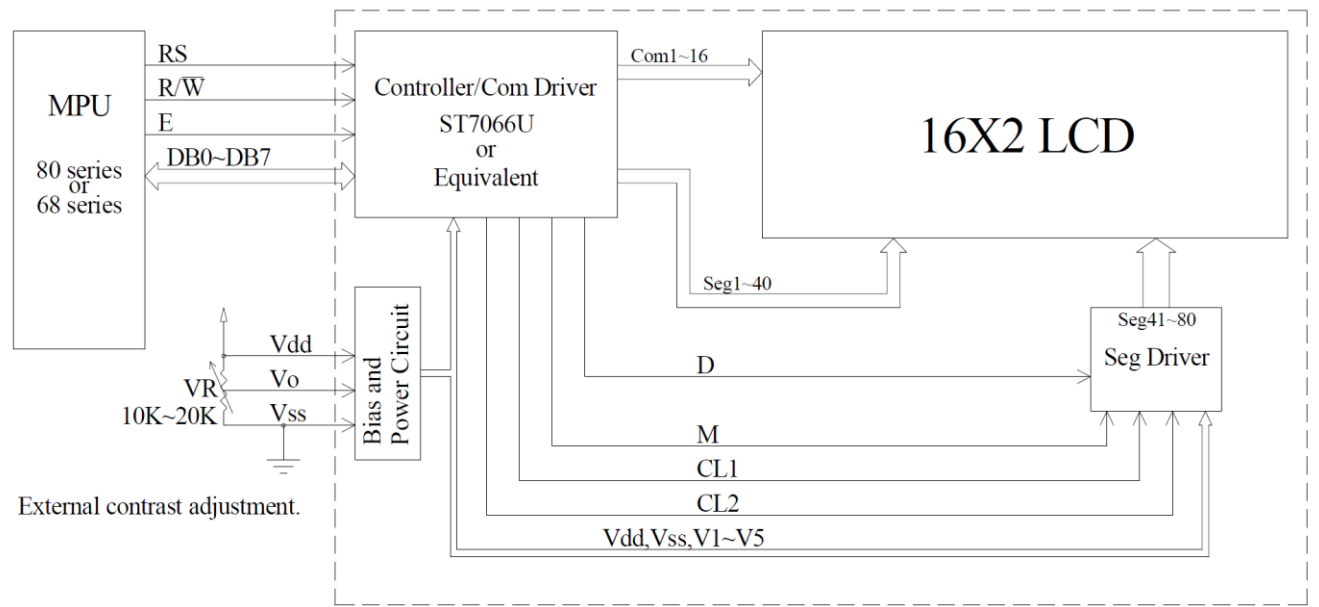 MPU
80 series
or
68 series
RS
R/W̅
E
DB0~DB7
Controller/Com Driver
ST7066U
or
Equivalent
Com1~16
16X2 LCD
Seg1~40
Seg41~80
Seg Driver
Bias and
Power Circuit
Vdd
Vo
VR
10K~20K
Vss
External contrast adjustment.
D
M
CL1
CL2
Vdd,Vss,V1~V5